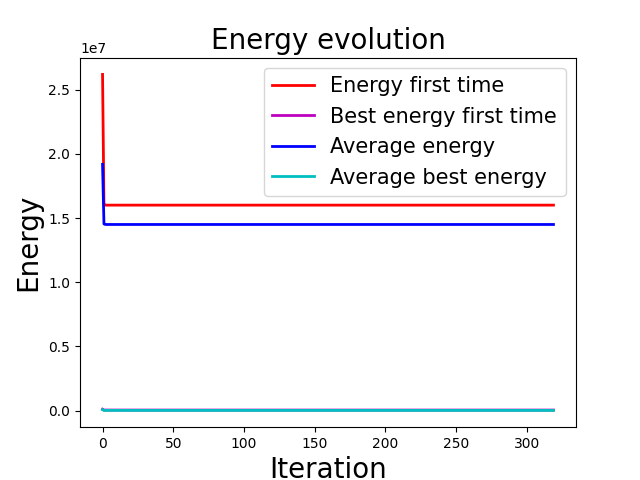 Energy evolution
1e7
Energy first time
Best energy first time
Average energy
Average best energy
2.5
2.0
1.5
1.0
0.5
0.0
Energy
0 50 100 150 200 250 300
Iteration